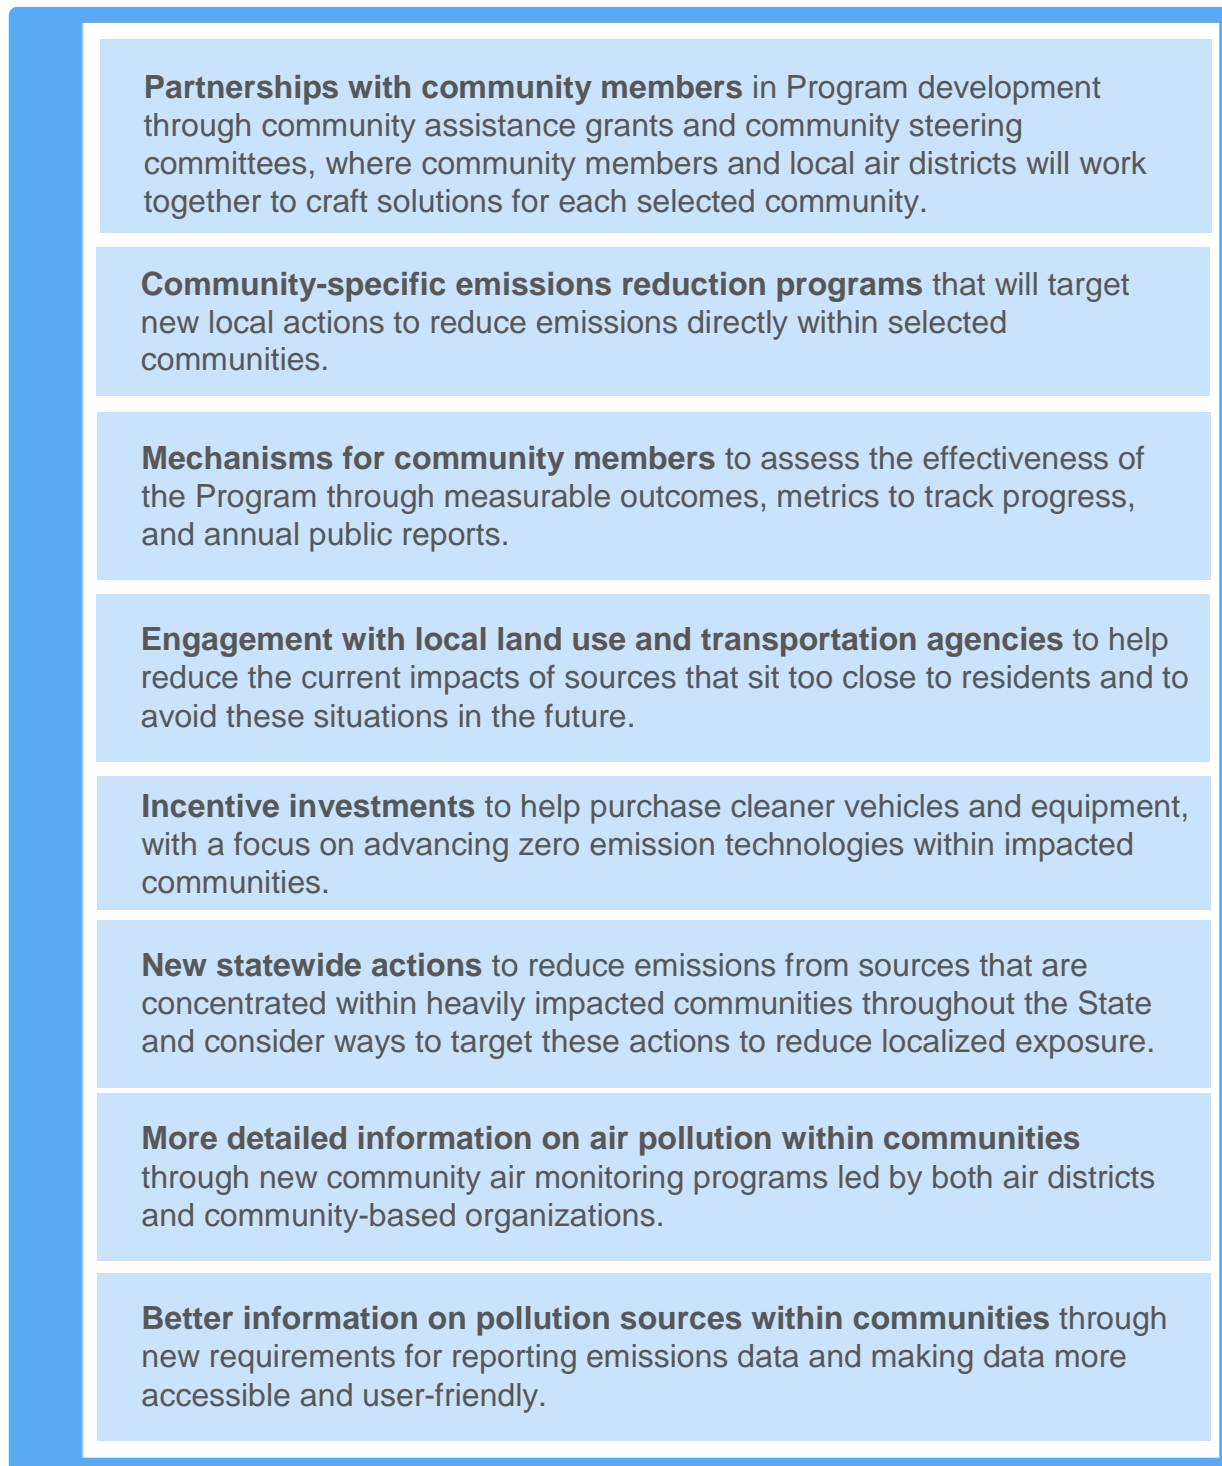 Partnerships with community members in Program development
through community assistance grants and community steering
committees, where community members and local air districts will work
together to craft solutions for each selected community.
Community-specific emissions reduction programs that will target
new local actions to reduce emissions directly within selected
communities.
Mechanisms for community members to assess the effectiveness of
the Program through measurable outcomes, metrics to track progress,
and annual public reports.
Engagement with local land use and transportation agencies to help
reduce the current impacts of sources that sit too close to residents and to
avoid these situations in the future.
Incentive investments to help purchase cleaner vehicles and equipment,
with a focus on advancing zero emission technologies within impacted
communities.
New statewide actions to reduce emissions from sources that are
concentrated within heavily impacted communities throughout the State
and consider ways to target these actions to reduce localized exposure.
More detailed information on air pollution within communities
through new community air monitoring programs led by both air districts
and community-based organizations.
Better information on pollution sources within communities through
new requirements for reporting emissions data and making data more
accessible and user-friendly.